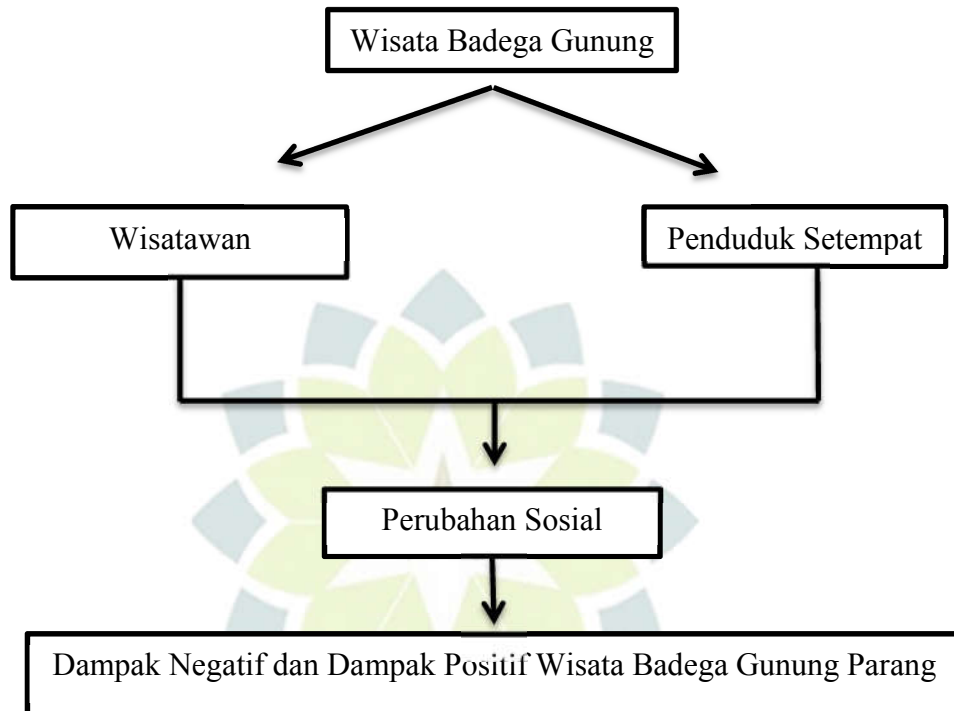 Wisata Badega Gunung
Wisatawan
Penduduk Setempat
Perubahan Sosial
Dampak Negatif dan Dampak Positif Wisata Badega Gunung Parang